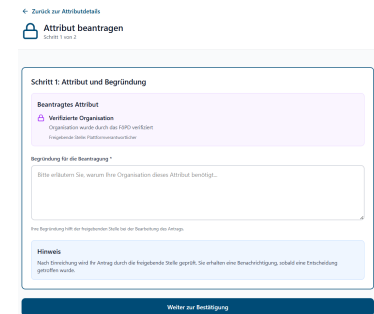 ← Zurück zur Attributdetails
Attribut beantragen
Schritt 1 von 2
Schritt 1: Attribut und Begründung
Beantragtes Attribut
Verifizierte Organisation
Organisation wurde durch das FIIPD verifiziert
Freigebende Stelle: Plattformverantwortlicher
Begründung für die Beantragung *
Bitte erläutern Sie, warum Ihre Organisation dieses Attribut benötigt...
Ihre Begründung hilft der freigebenden Stelle bei der Bearbeitung des Antrags.
Hinweis
Nach Einreichung wird Ihr Antrag durch die freigebende Stelle geprüft. Sie erhalten eine Benachrichtigung, sobald eine Entscheidung
getroffen wurde.
Weiter zur Bestätigung